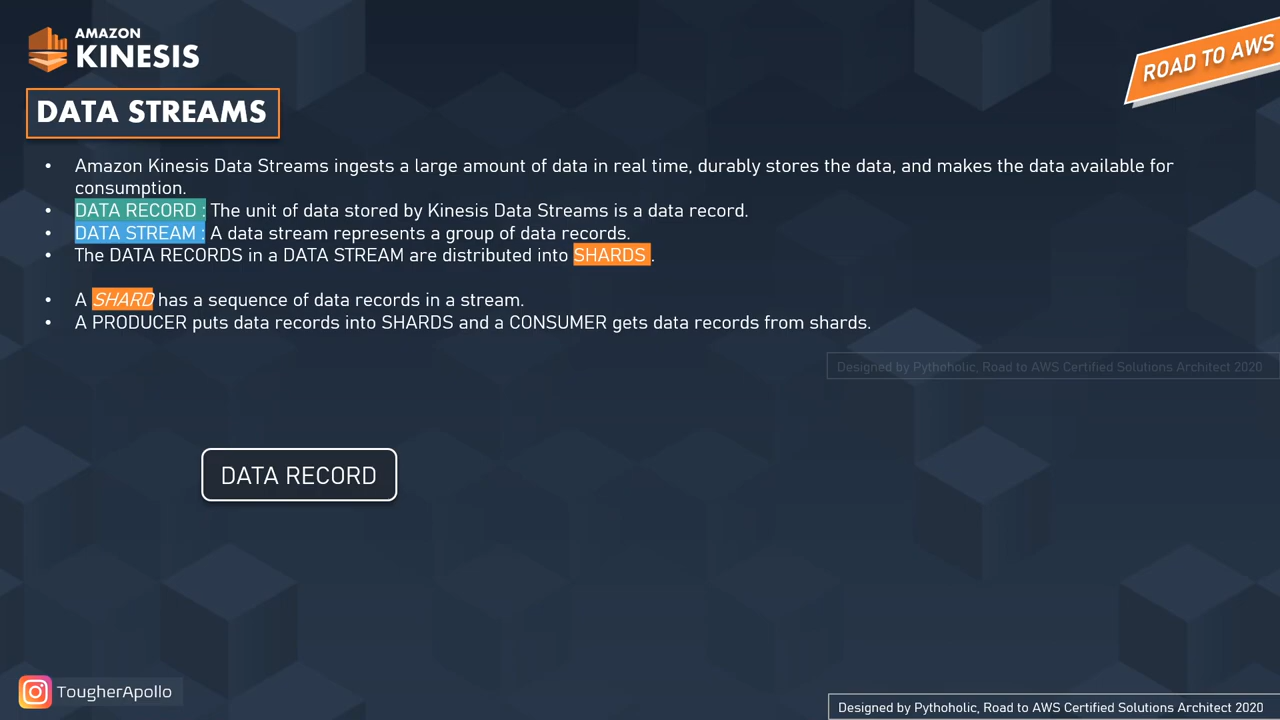 AMAZON
KINESIS
ROAD TO AWS
DATA STREAMS
• Amazon Kinesis Data Streams ingests a large amount of data in real time, durably stores the data, and makes the data available for
consumption.
• DATA RECORD : The unit of data stored by Kinesis Data Streams is a data record.
• DATA STREAM : A data stream represents a group of data records.
• The DATA RECORDS in a DATA STREAM are distributed into SHARDS .
• A SHARD has a sequence of data records in a stream.
• A PRODUCER puts data records into SHARDS and a CONSUMER gets data records from shards.
Designed by Pythoholic, Road to AWS Certified Solutions Architect 2020
DATA RECORD
TougherApollo
Designed by Pythoholic, Road to AWS Certified Solutions Architect 2020